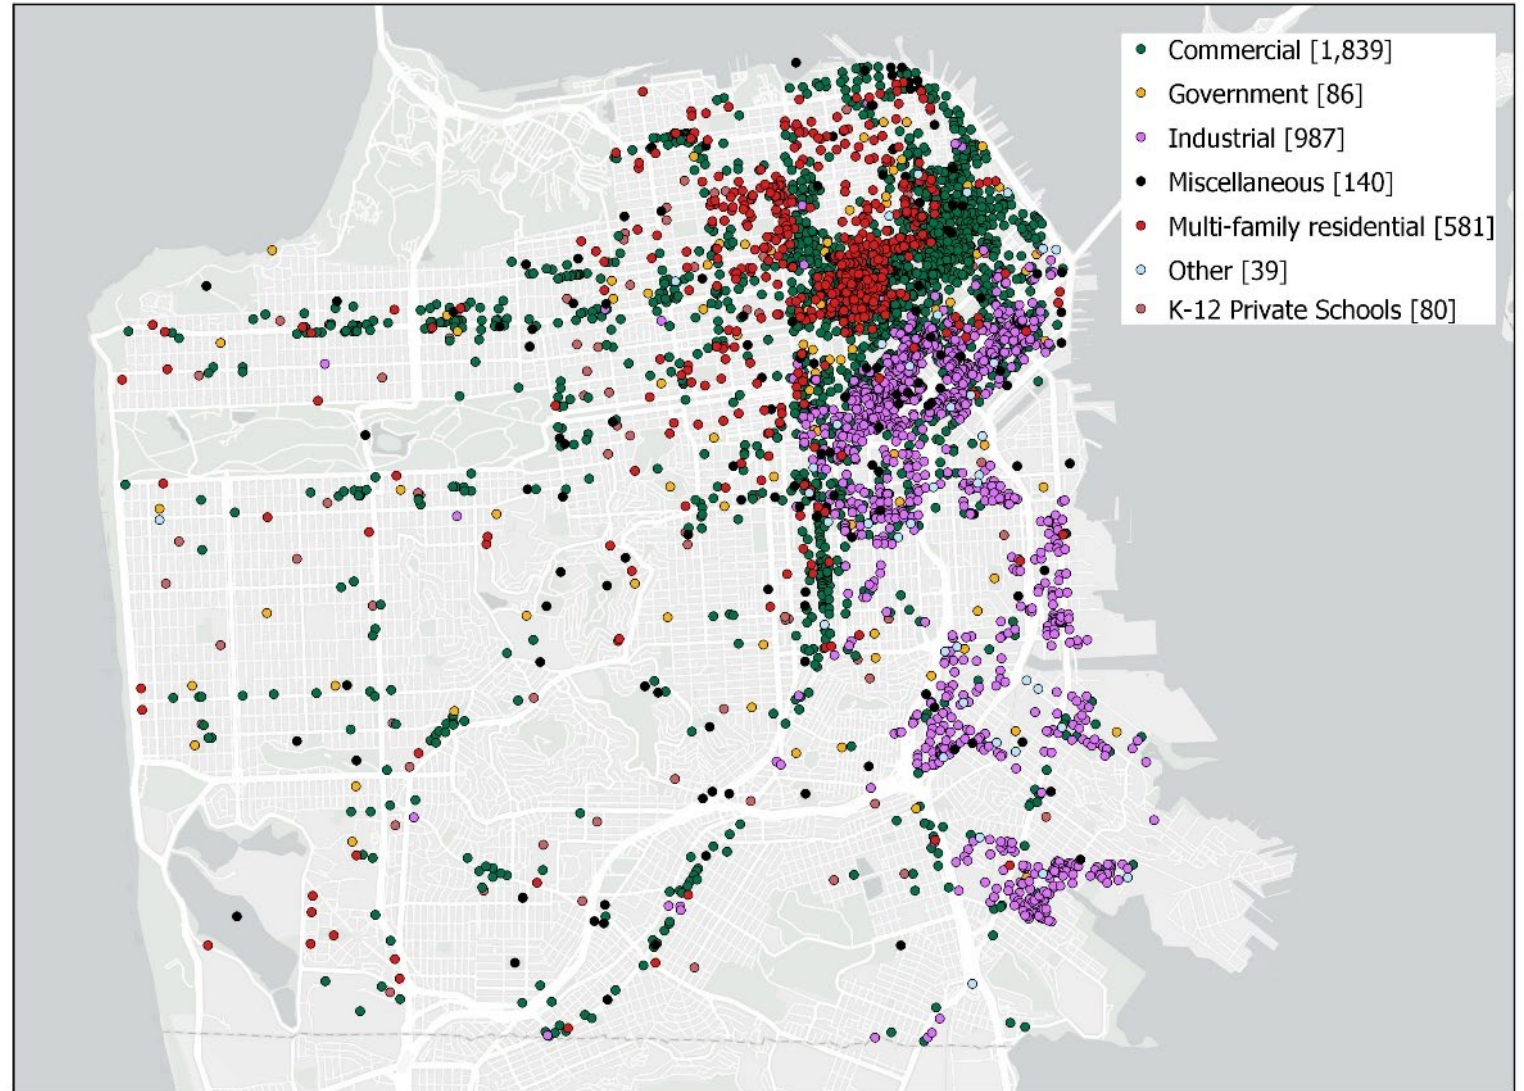 Commercial [1,839]
Government [86]
Industrial [987]
Miscellaneous [140]
Multi-family residential [581]
Other [39]
K-12 Private Schools [80]